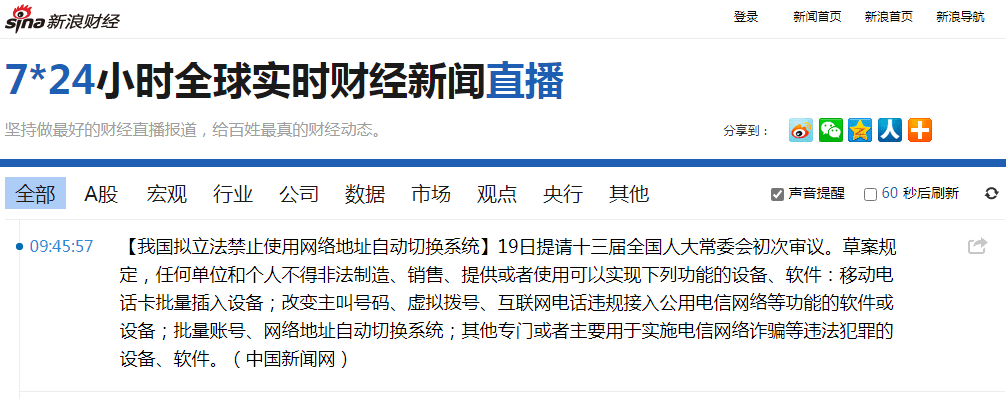 sina新浪财经
登录 新闻首页 新浪首页 新浪导航
7*24小时全球实时财经新闻直播
坚持做最好的财经直播报道，给百姓最真的财经动态。
分享到：
全部 A股 宏观 行业 公司 数据 市场 观点 央行 其他
声音提醒 60 秒后刷新
09:45:57
【我国拟立法禁止使用网络地址自动切换系统】19日提请十三届全国人大常委会初次审议。草案规
定，任何单位和个人不得非法制造、销售、提供或者使用可以实现下列功能的设备、软件：移动电
话卡批量插入设备；改变主叫号码、虚拟拨号、互联网电话违规接入公用电信网络等功能的软件或
设备；批量账号、网络地址自动切换系统；其他专门或者主要用于实施电信网络诈骗等违法犯罪的
设备、软件。（中国新闻网）